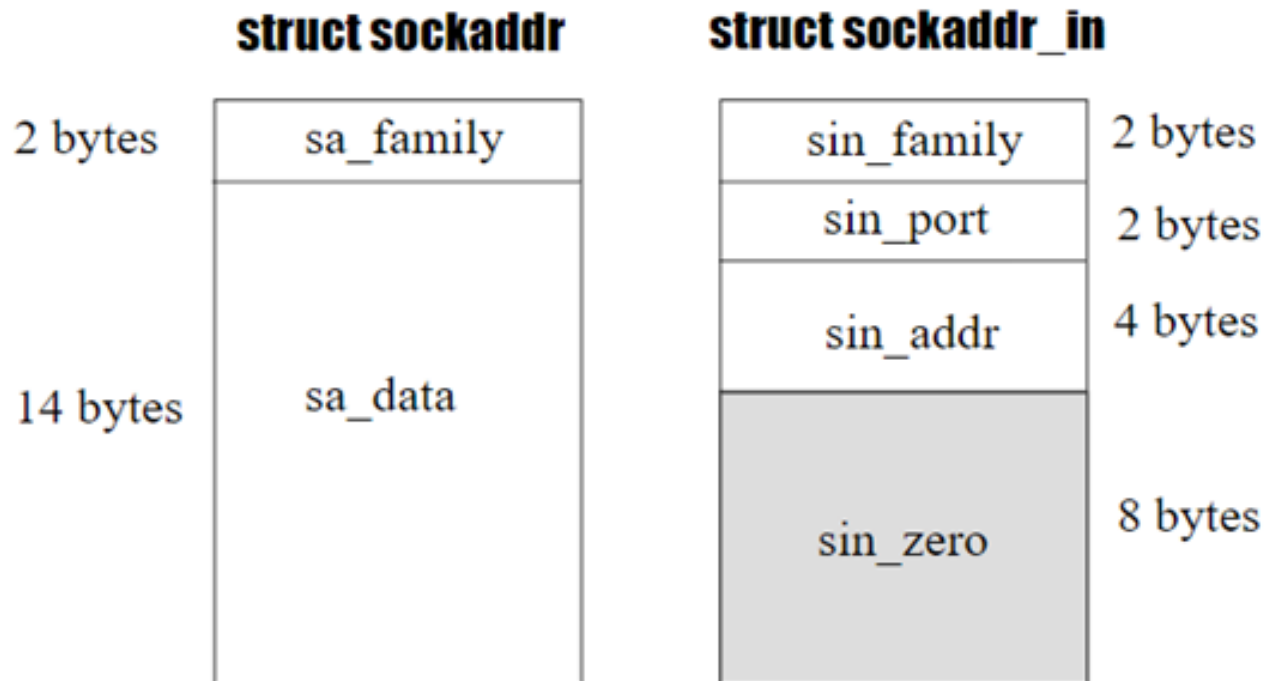 struct sockaddr
struct sockaddr_in
2 bytes
sa_family
sin_family
2 bytes
sin_port
2 bytes
sin_addr
4 bytes
14 bytes
sa_data
sin_zero
8 bytes